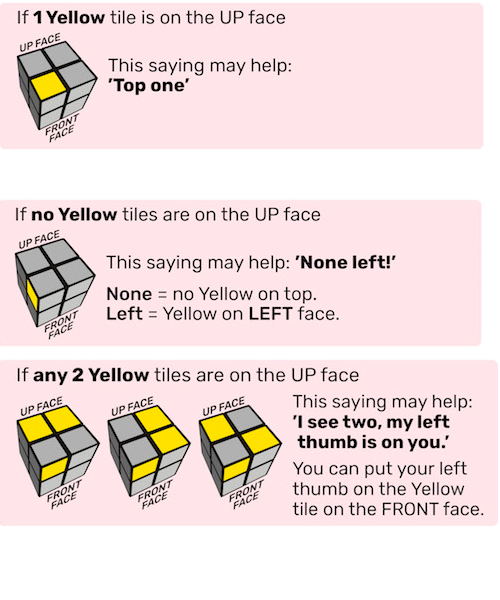 If 1 Yellow tile is on the UP face
UP FACE
This saying may help:
’Top one’
FRONT
FACE
If no Yellow tiles are on the UP face
UP FACE
This saying may help: ’None left!’
None = no Yellow on top.
Left = Yellow on LEFT face.
FRONT
FACE
If any 2 Yellow tiles are on the UP face
UP FACE
FRONT
FACE
UP FACE
FRONT
FACE
UP FACE
FRONT
FACE
This saying may help:
’I see two, my left
thumb is on you.’
You can put your left
thumb on the Yellow
tile on the FRONT face.